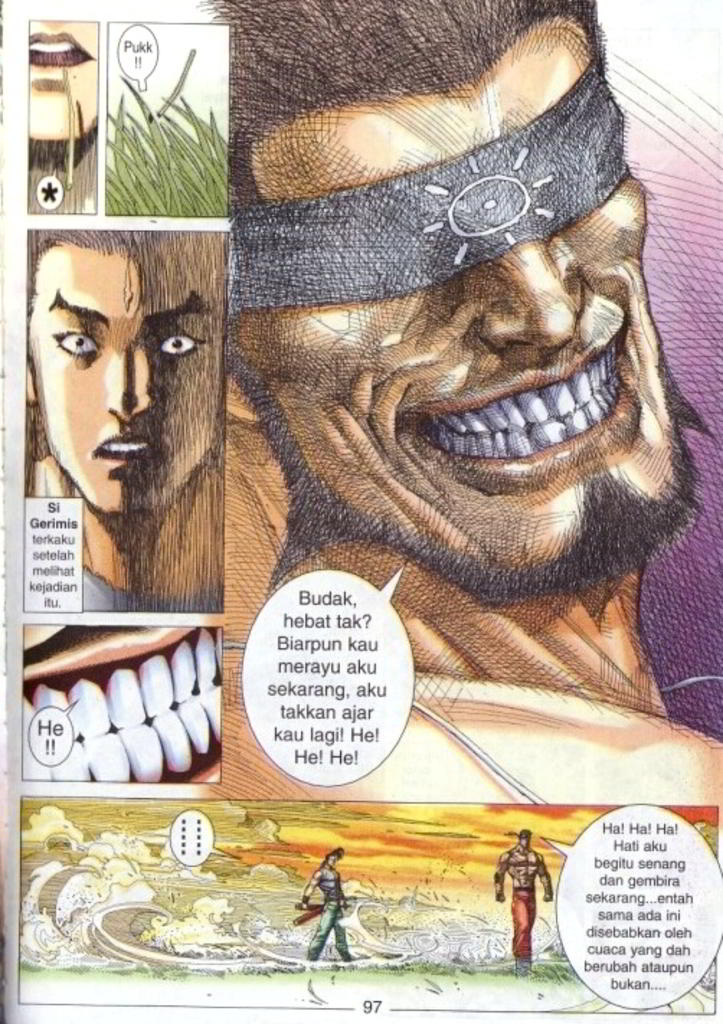 Pukk
!!
*
Si
Gerimis
terkaku
setelah
melihat
kejadian
itu.
He
!!
Budak,
hebat tak?
Biarpun kau
merayu aku
sekarang, aku
takkan ajar
kau lagi! He!
He! He!
Ha! Ha! Ha!
Hati aku
begitu senang
dan gembira
sekarang...entah
sama ada ini
disebabkan oleh
cuaca yang dah
berubah ataupun
bukan....
97